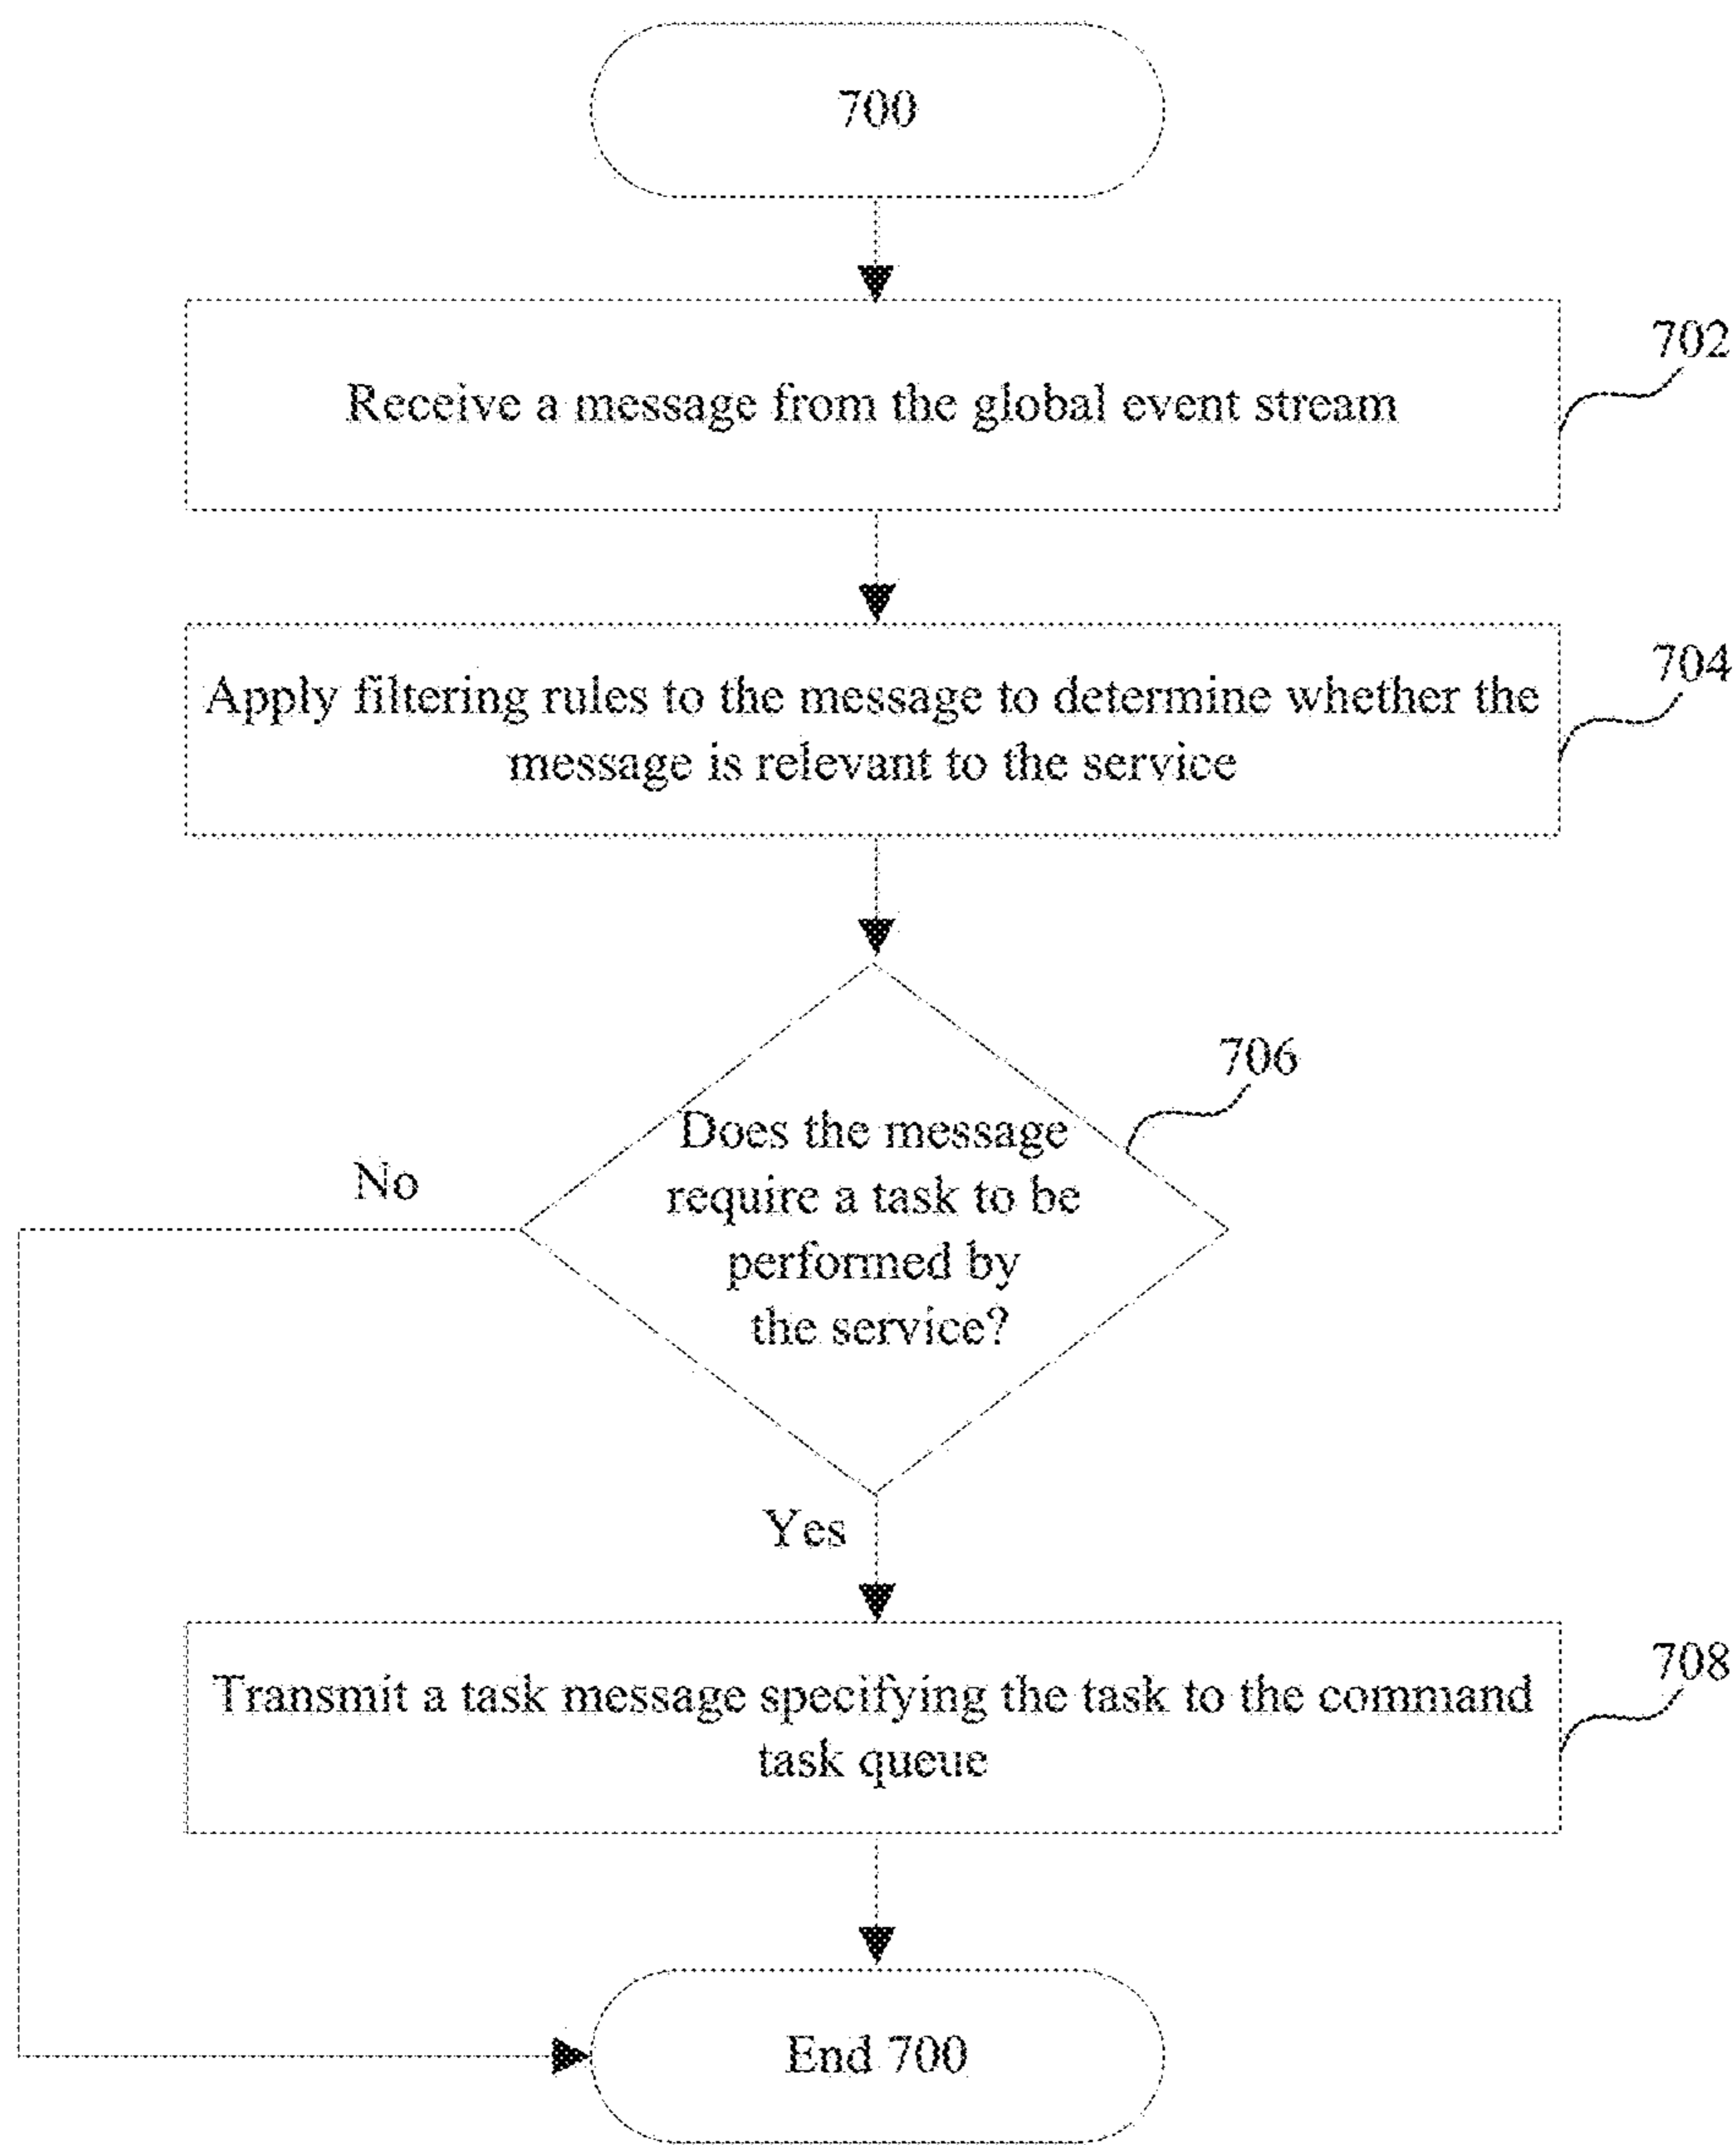 700
702
Receive a message from the global event stream
704
Apply filtering rules to the message to determine whether the
message is relevant to the service
706
Does the message
require a task to be
performed by
the service?
No
Yes
708
Transmit a task message specifying the task to the command
task queue
End 700